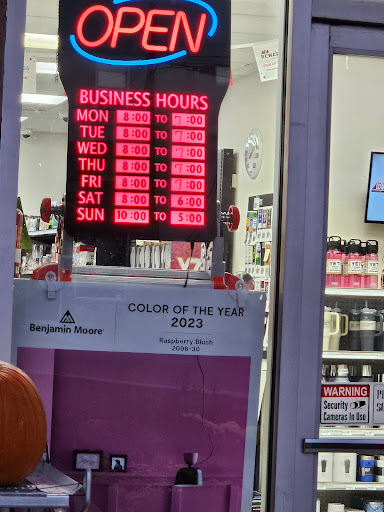 OPEN
BUSINESS HOURS
MON 8:00 TO 7:00
TUE 8:00 TO 7:00
WED 8:00 TO 7:00
THU 8:00 TO 7:00
FRI 8:00 TO 7:00
SAT 8:00 TO 6:00
SUN 10:00 TO 5:00
Benjamin Moore
COLOR OF THE YEAR
2023
Raspberry Blush
2008-30
WARNING
Security
Cameras In Use